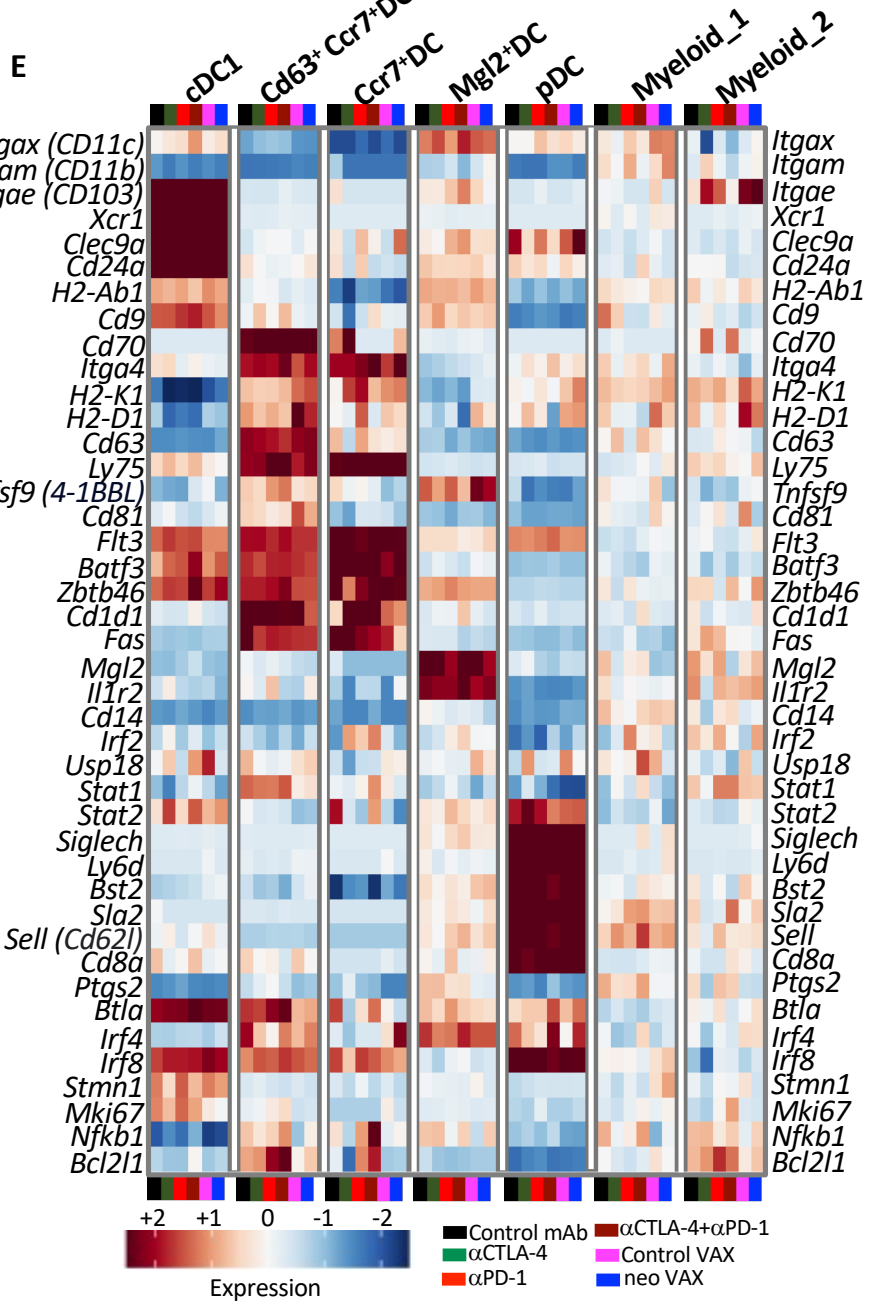 E
cDC1
Cd63+ Ccr7+DC
Ccr7+DC
Mgl2+DC
pDC
Myeloid_1
Myeloid_2
gax (CD11c) Itgax
am (CD11b) Itgam
ae (CD103) Itgae
Xcr1 Xcr1
Clec9a Clec9a
Cd24a Cd24a
H2-Ab1 H2-Ab1
Cd9 Cd9
Cd70 Cd70
Itga4 Itga4
H2-K1 H2-K1
H2-D1 H2-D1
Cd63 Cd63
Ly75 Ly75
fsf9 (4-1BBL) Tnfsf9
Cd81 Cd81
Flt3 Flt3
Batf3 Batf3
Zbtb46 Zbtb46
Cd1d1 Cd1d1
Fas Fas
Mgl2 Mgl2
Il1r2 Il1r2
Cd14 Cd14
Irf2 Irf2
Usp18 Usp18
Stat1 Stat1
Stat2 Stat2
Siglech Siglech
Ly6d Ly6d
Bst2 Bst2
Sla2 Sla2
Sell (Cd62l) Sell
Cd8a Cd8a
Ptgs2 Ptgs2
Btla Btla
Irf4 Irf4
Irf8 Irf8
Stmn1 Stmn1
Mki67 Mki67
Nfkb1 Nfkb1
Bcl2l1 Bcl2l1
+2 +1 0 -1 -2
Expression
Control mAb αCTLA-4+αPD-1
αCTLA-4 Control VAX
αPD-1 neo VAX